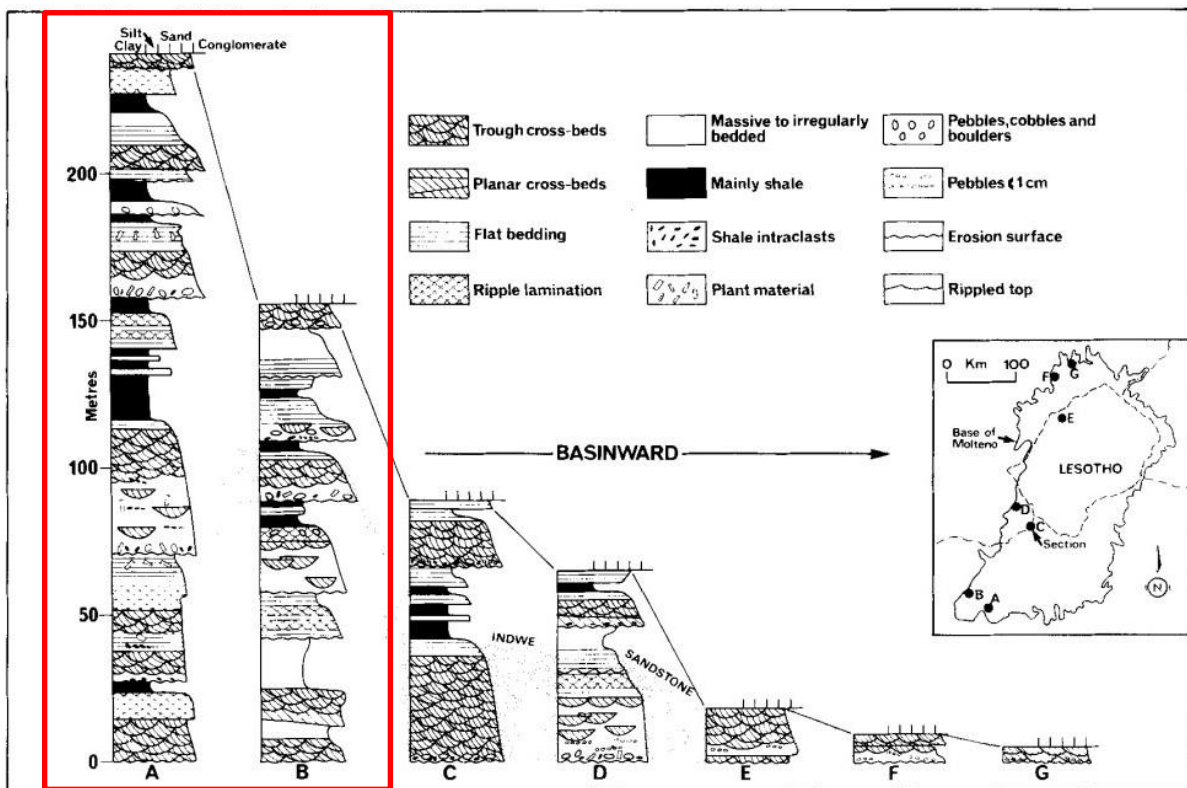 Silt Sand
Clay Conglomerate
Trough cross-beds
Planar cross-beds
Flat bedding
Ripple lamination
Massive to irregularly
bedded
Mainly shale
Shale intraclasts
Plant material
Pebbles, cobbles and
boulders
Pebbles <1 cm
Erosion surface
Rippled top
200
150
100
50
0
Metres
BASINWARD
INDWE
SANDSTONE
A B C D E F G
0 Km 100
F G
E
Base of
Molteno
LESOTHO
D
C
Section
B A
N